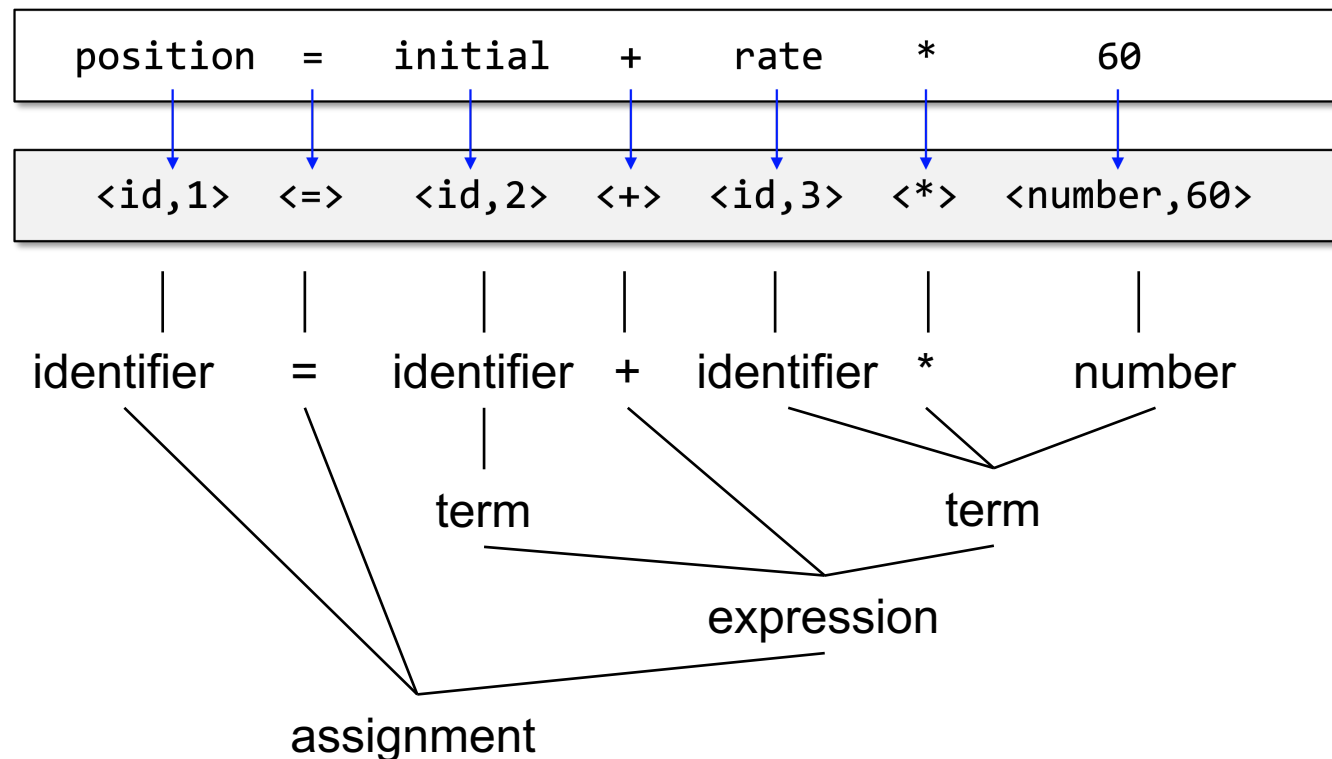 position = initial + rate * 60
<id,1> <=> <id,2> <+> <id,3> <*> <number,60>
identifier = identifier + identifier * number
term term
expression
assignment